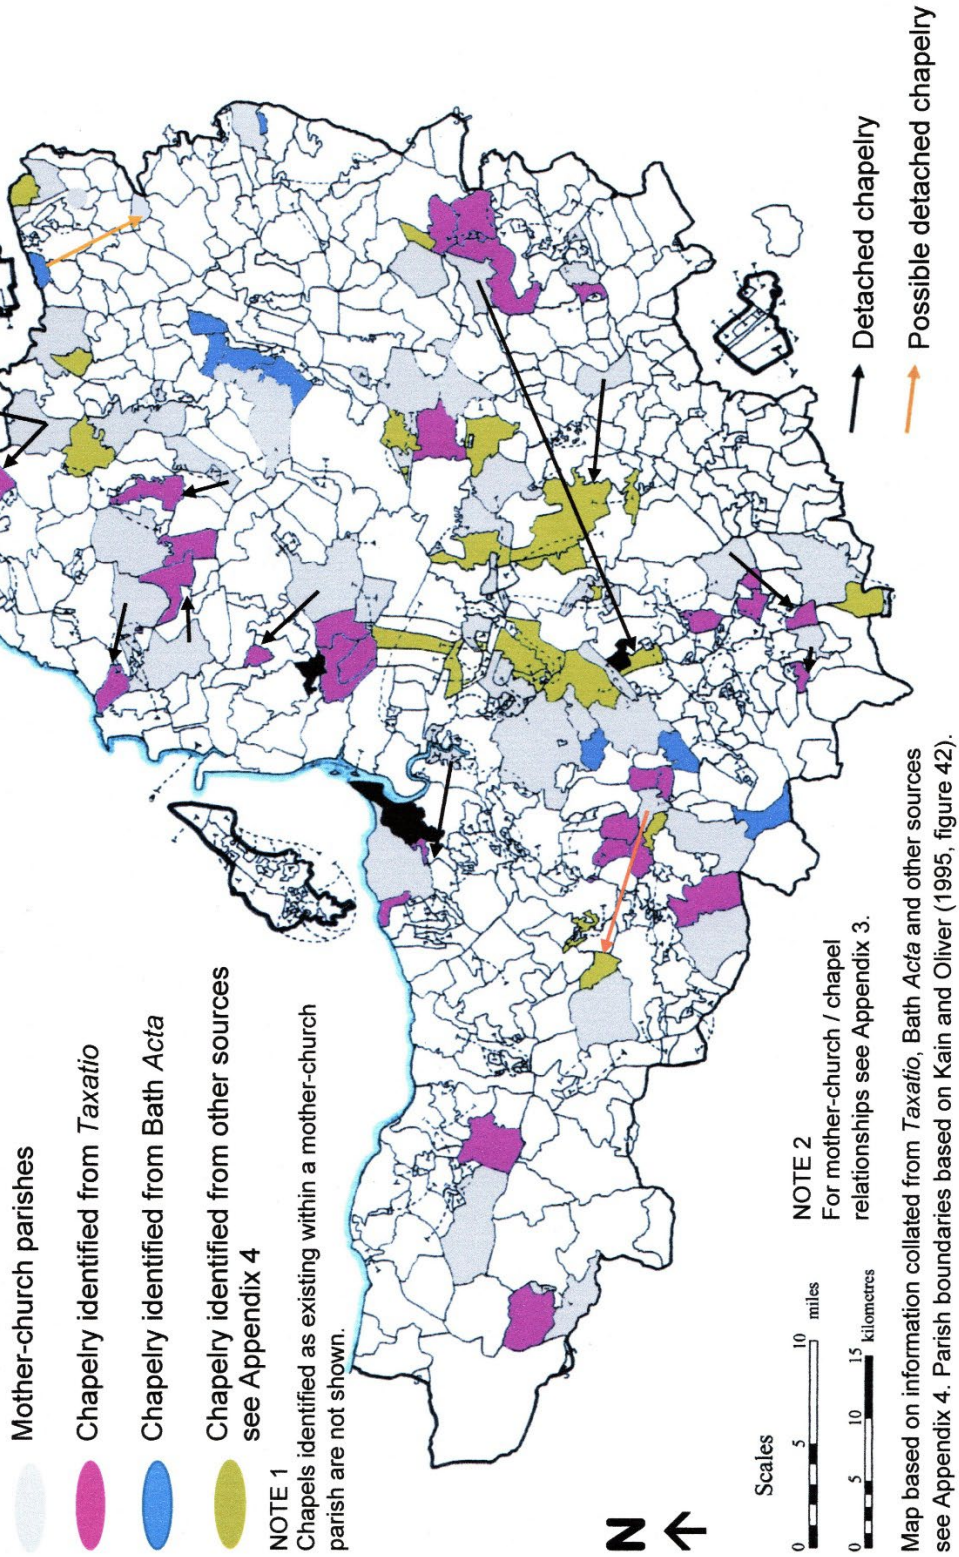 Mother-church parishes
Chapelry identified from Taxatio
Chapelry identified from Bath Acta
Chapelry identified from other sources
see Appendix 4
NOTE 1
Chapels identified as existing within a mother-church
parish are not shown.
N
Scales
0 5 10 miles
0 5 10 15 kilometres
NOTE 2
For mother-church / chapel
relationships see Appendix 3.
Detached chapelry
Possible detached chapelry
Map based on information collated from Taxatio, Bath Acta and other sources
see Appendix 4. Parish boundaries based on Kain and Oliver (1995, figure 42).